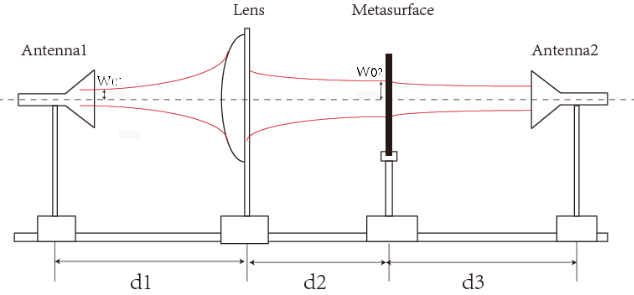 Lens
Metasurface
Antenna1
Antenna2
W01
W02
d1
d2
d3